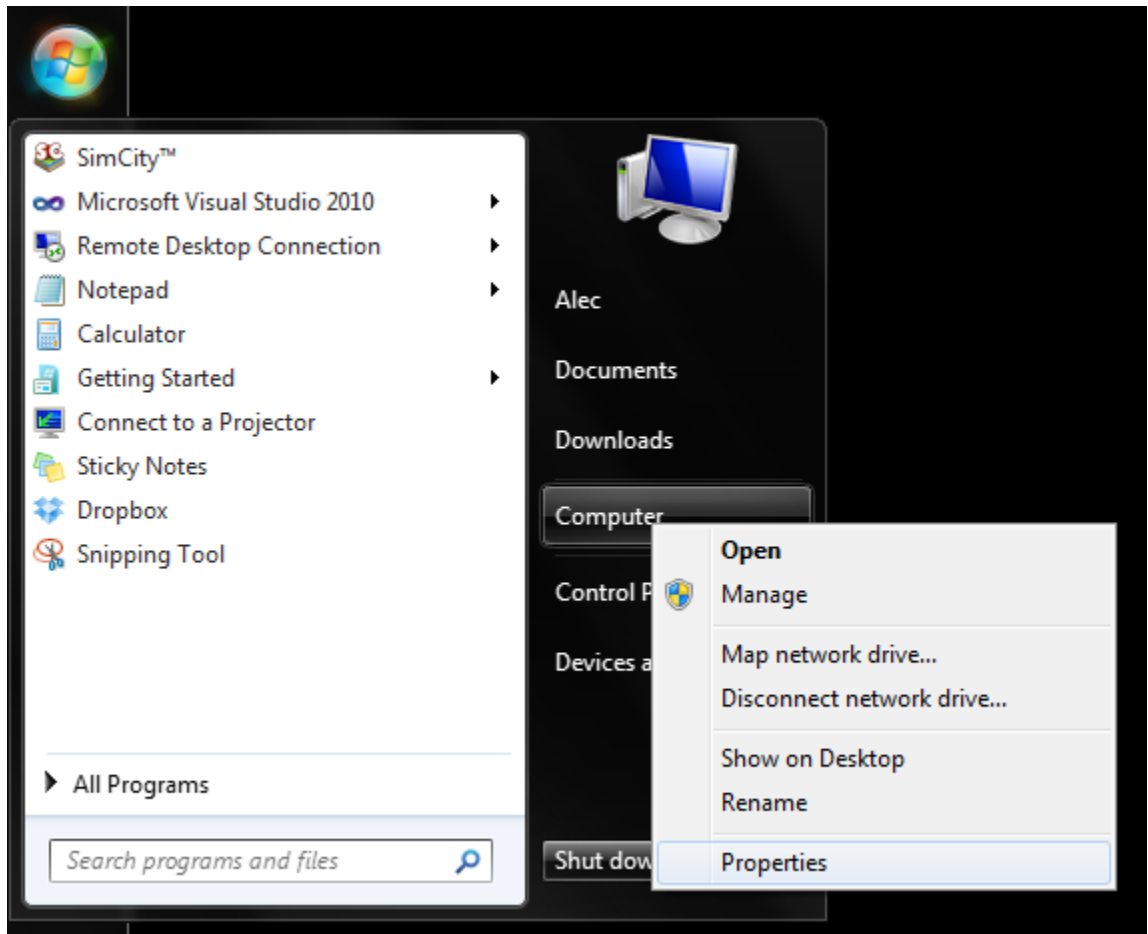 SimCity™
Microsoft Visual Studio 2010
Remote Desktop Connection
Notepad
Calculator
Getting Started
Connect to a Projector
Sticky Notes
Dropbox
Snipping Tool
All Programs
Search programs and files
Alec
Documents
Downloads
Computer
Control P
Devices a
Shut dow
Open
Manage
Map network drive...
Disconnect network drive...
Show on Desktop
Rename
Properties